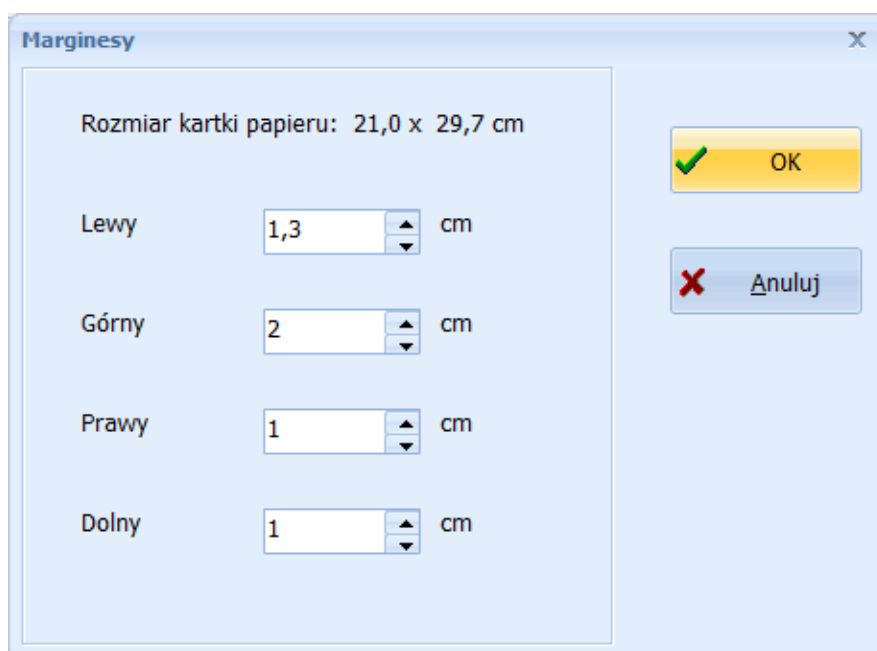 Marginesy
Rozmiar kartki papieru: 21,0 x 29,7 cm
OK
Lewy 1,3 cm
Anuluj
Górny 2 cm
Prawy 1 cm
Dolny 1 cm